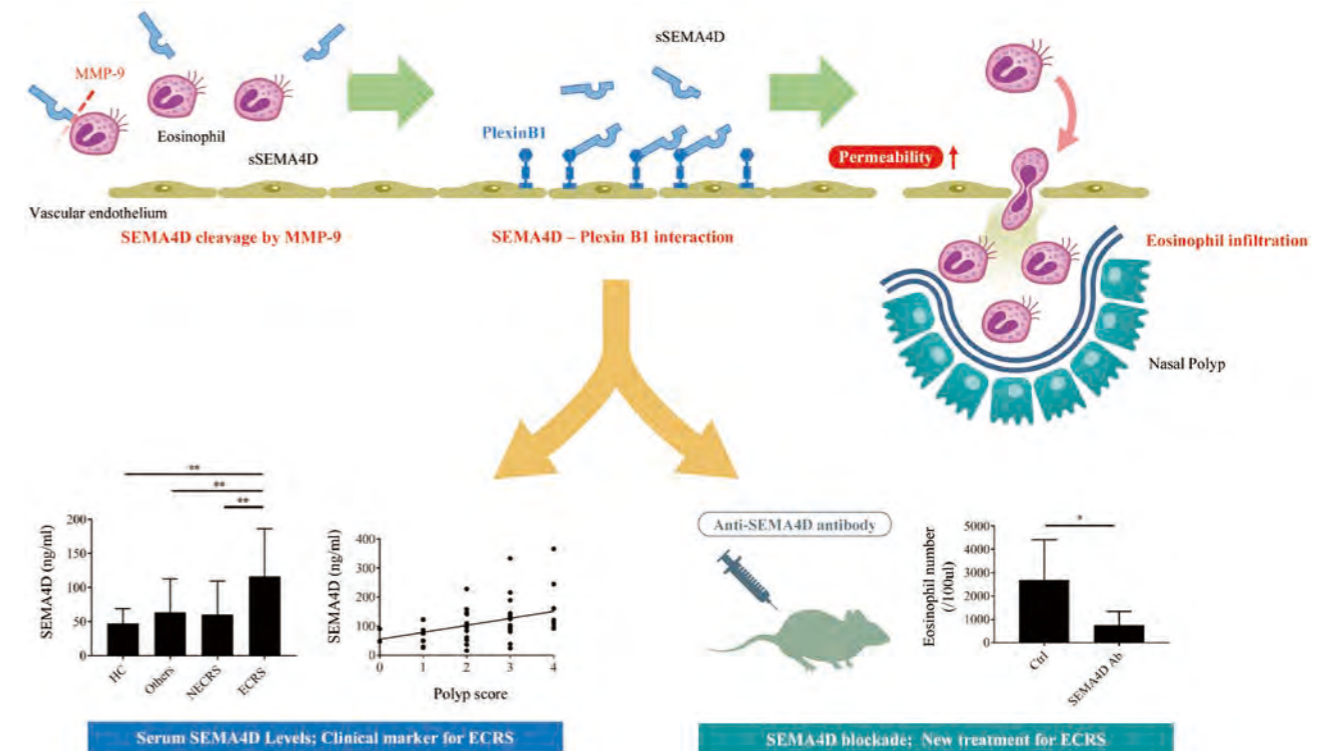 sSEMA4D
MMP-9
Eosinophil
sSEMA4D
PlexinB1
Permeability ↑
Vascular endothelium
SEMA4D cleavage by MMP-9
SEMA4D – Plexin B1 interaction
Eosinophil infiltration
Nasal Polyp
**
**
**
SEMA4D (ng/ml)
200
150
100
50
0
HC
Others
NECRS
ECRS
SEMA4D (ng/ml)
400
300
200
100
0
0 1 2 3 4
Polyp score
Anti-SEMA4D antibody
*
Eosinophil number
(/100ul)
5000
4000
3000
2000
1000
0
Ctrl
SEMA4D Ab
Serum SEMA4D Levels; Clinical marker for ECRS
SEMA4D blockade; New treatment for ECRS